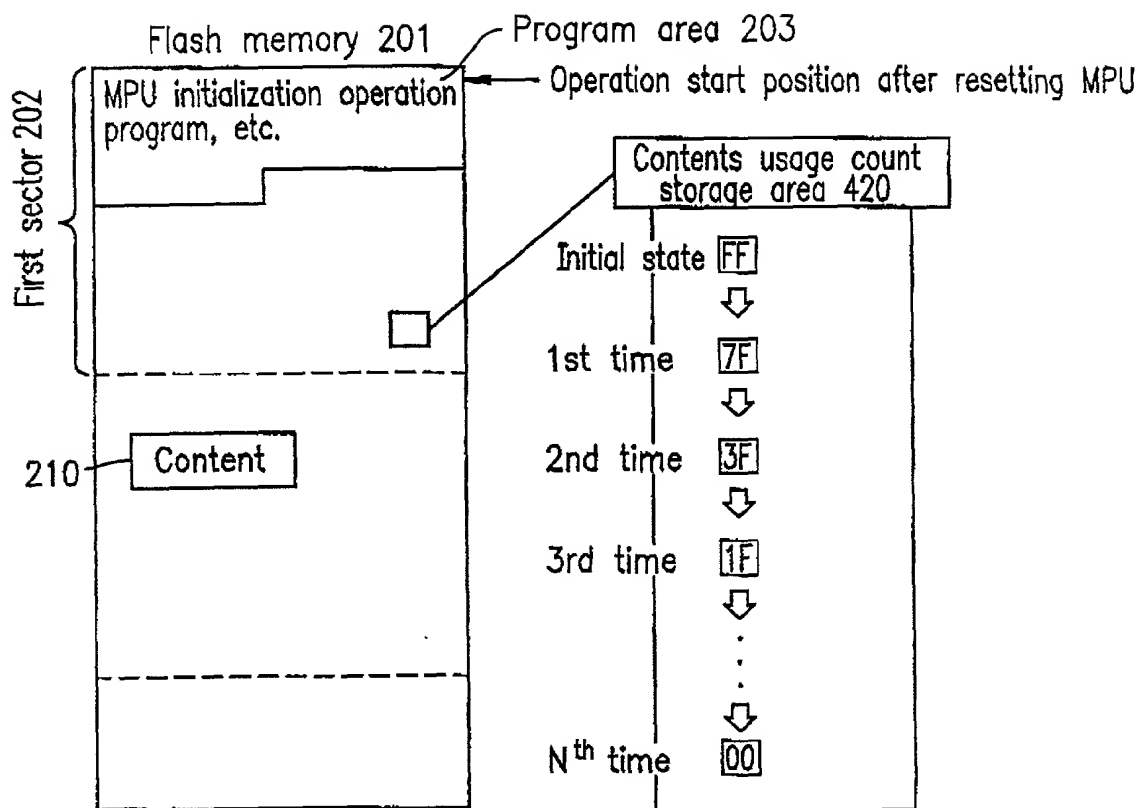 Flash memory 201
Program area 203
MPU initialization operation
program, etc.
Operation start position after resetting MPU
First sector 202
Contents usage count
storage area 420
Initial state FF
1st time 7F
2nd time 3F
3rd time 1F
Nth time 00
210
Content